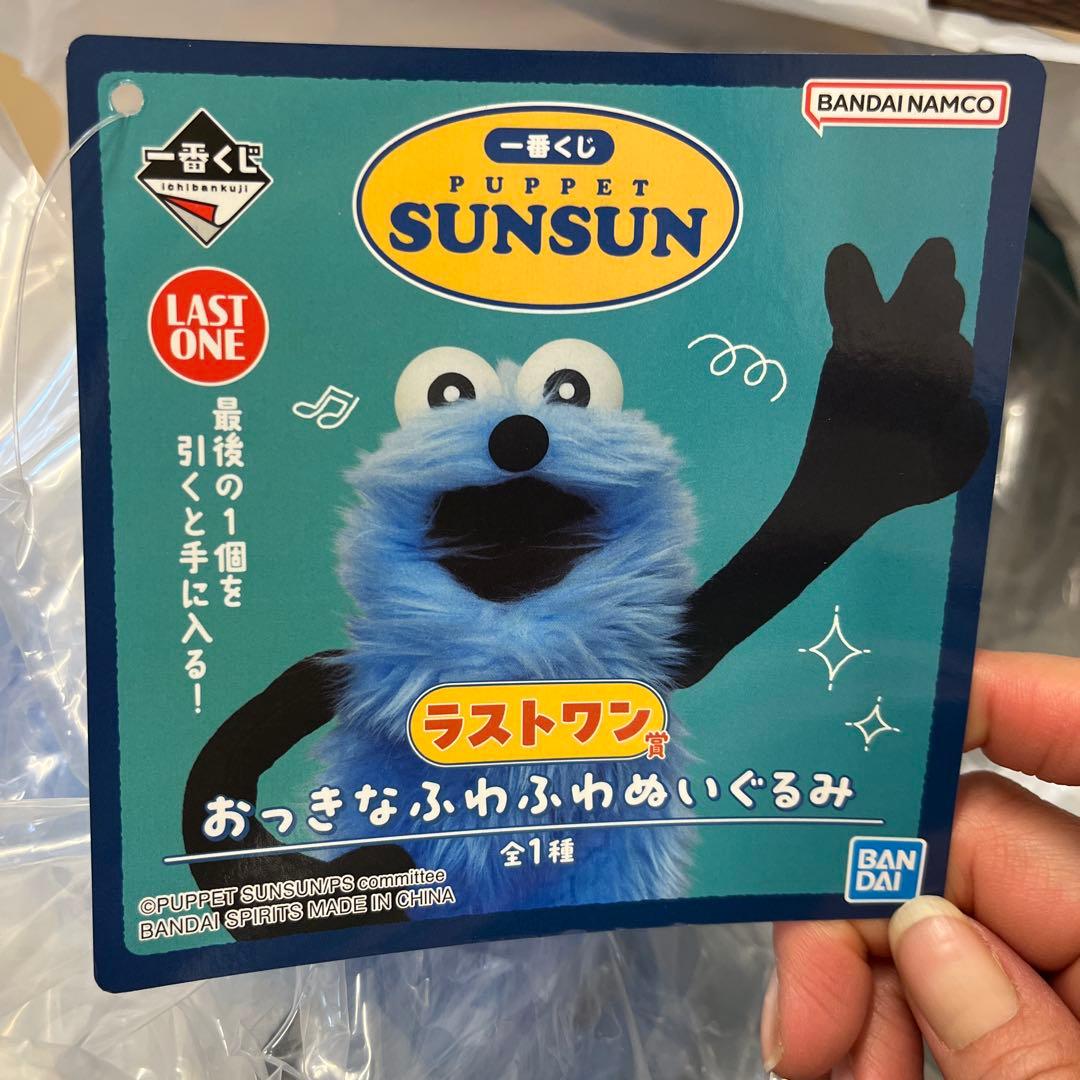 一番くじ
ichibankuji
一番くじ
PUPPET
SUNSUN
BANDAI NAMCO
LAST
ONE
最後の1個を
引くと手に入る!
ラストワン賞
おっきなふわふわぬいぐるみ
全1種
©PUPPET SUNSUN/PS committee
BANDAI SPIRITS MADE IN CHINA
BAN
DAI